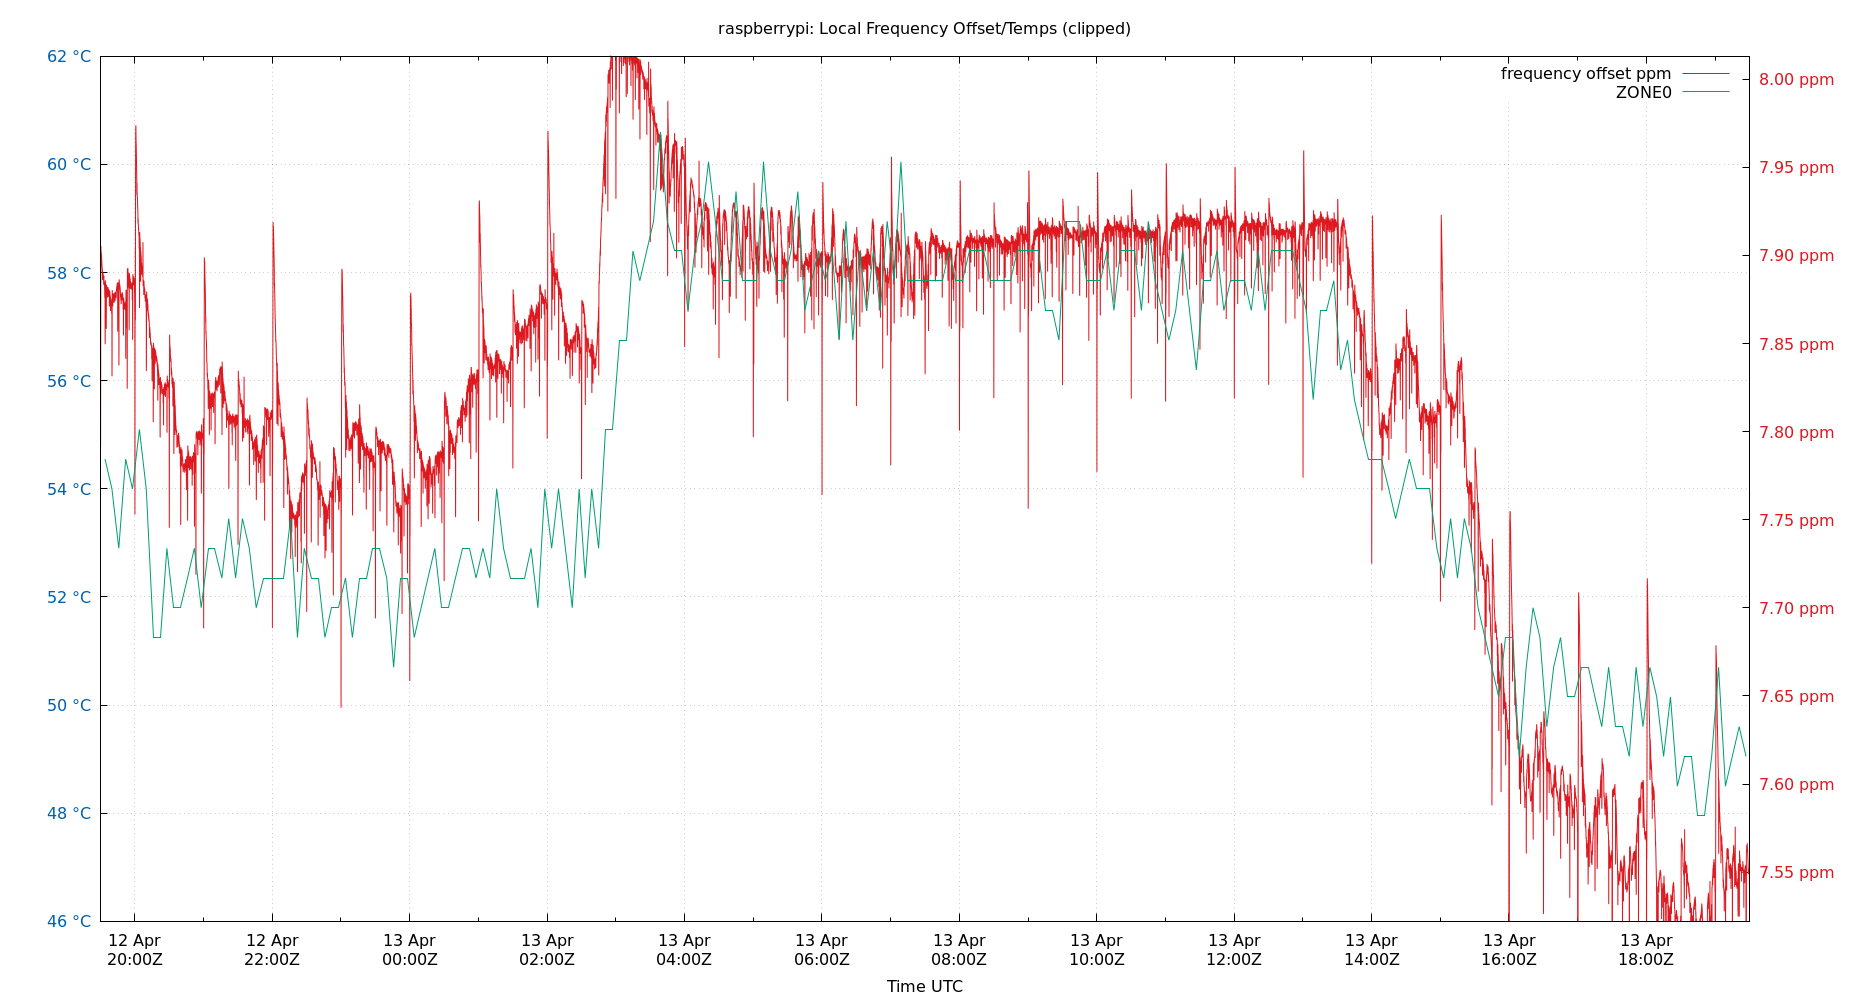 raspberrypi: Local Frequency Offset/Temps (clipped)
frequency offset ppm
ZONE0
62 °C
60 °C
58 °C
56 °C
54 °C
52 °C
50 °C
48 °C
46 °C
8.00 ppm
7.95 ppm
7.90 ppm
7.85 ppm
7.80 ppm
7.75 ppm
7.70 ppm
7.65 ppm
7.60 ppm
7.55 ppm
12 Apr
20:00Z
12 Apr
22:00Z
13 Apr
00:00Z
13 Apr
02:00Z
13 Apr
04:00Z
13 Apr
06:00Z
13 Apr
08:00Z
13 Apr
10:00Z
13 Apr
12:00Z
13 Apr
14:00Z
13 Apr
16:00Z
13 Apr
18:00Z
Time UTC